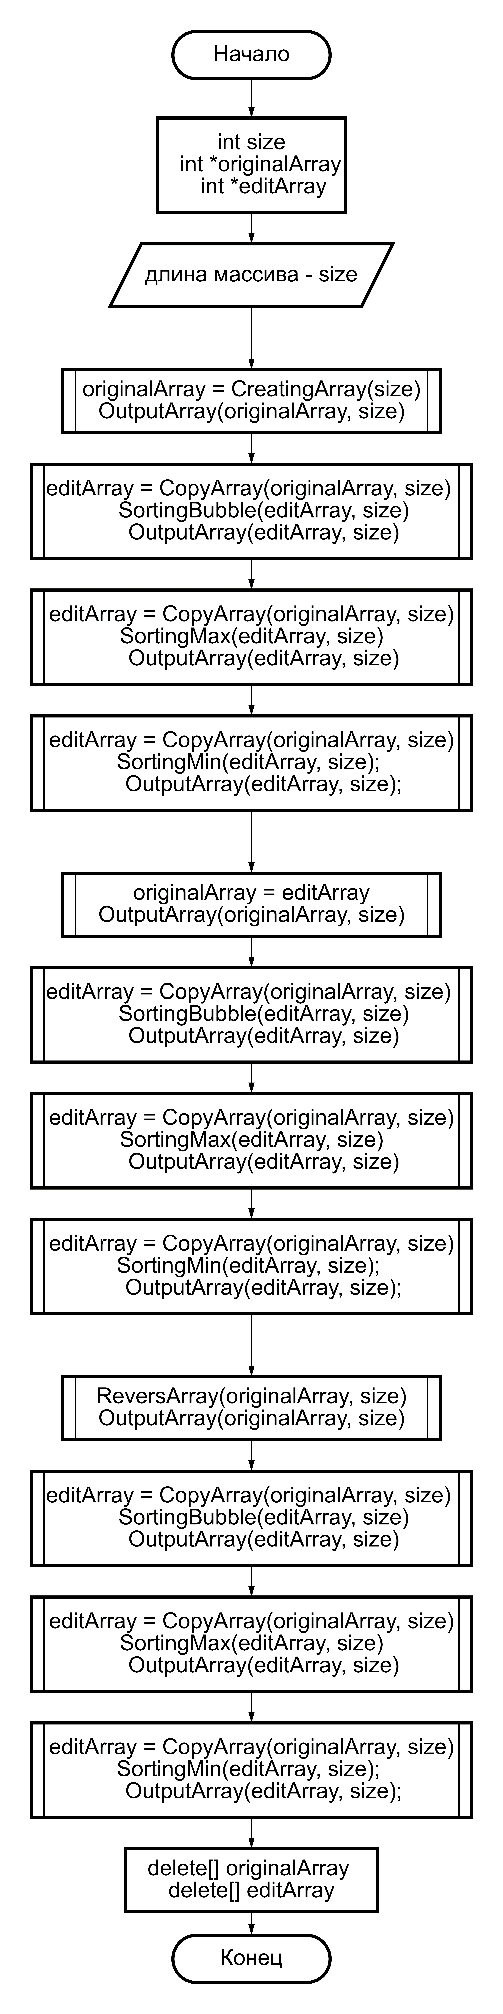 Начало
int size
int *originalArray
int *editArray
длина массива - size
originalArray = CreatingArray(size)
OutputArray(originalArray, size)
editArray = CopyArray(originalArray, size)
SortingBubble(editArray, size)
OutputArray(editArray, size)
editArray = CopyArray(originalArray, size)
SortingMax(editArray, size)
OutputArray(editArray, size)
editArray = CopyArray(originalArray, size)
SortingMin(editArray, size);
OutputArray(editArray, size);
originalArray = editArray
OutputArray(originalArray, size)
editArray = CopyArray(originalArray, size)
SortingBubble(editArray, size)
OutputArray(editArray, size)
editArray = CopyArray(originalArray, size)
SortingMax(editArray, size)
OutputArray(editArray, size)
editArray = CopyArray(originalArray, size)
SortingMin(editArray, size);
OutputArray(editArray, size);
ReversArray(originalArray, size)
OutputArray(originalArray, size)
editArray = CopyArray(originalArray, size)
SortingBubble(editArray, size)
OutputArray(editArray, size)
editArray = CopyArray(originalArray, size)
SortingMax(editArray, size)
OutputArray(editArray, size)
editArray = CopyArray(originalArray, size)
SortingMin(editArray, size);
OutputArray(editArray, size);
delete[] originalArray
delete[] editArray
Конец